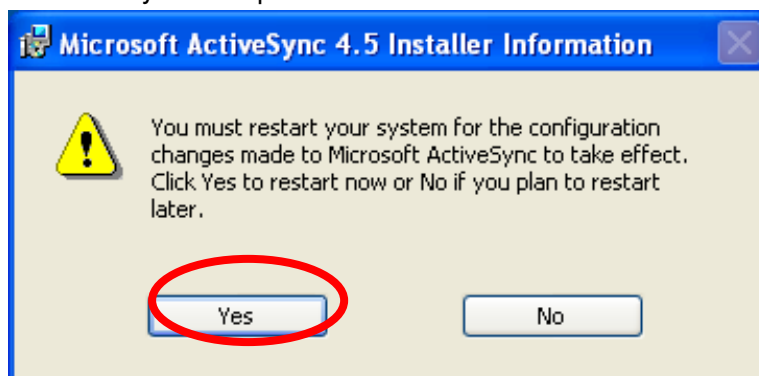 Microsoft ActiveSync 4.5 Installer Information
You must restart your system for the configuration
changes made to Microsoft ActiveSync to take effect.
Click Yes to restart now or No if you plan to restart
later.
Yes
No